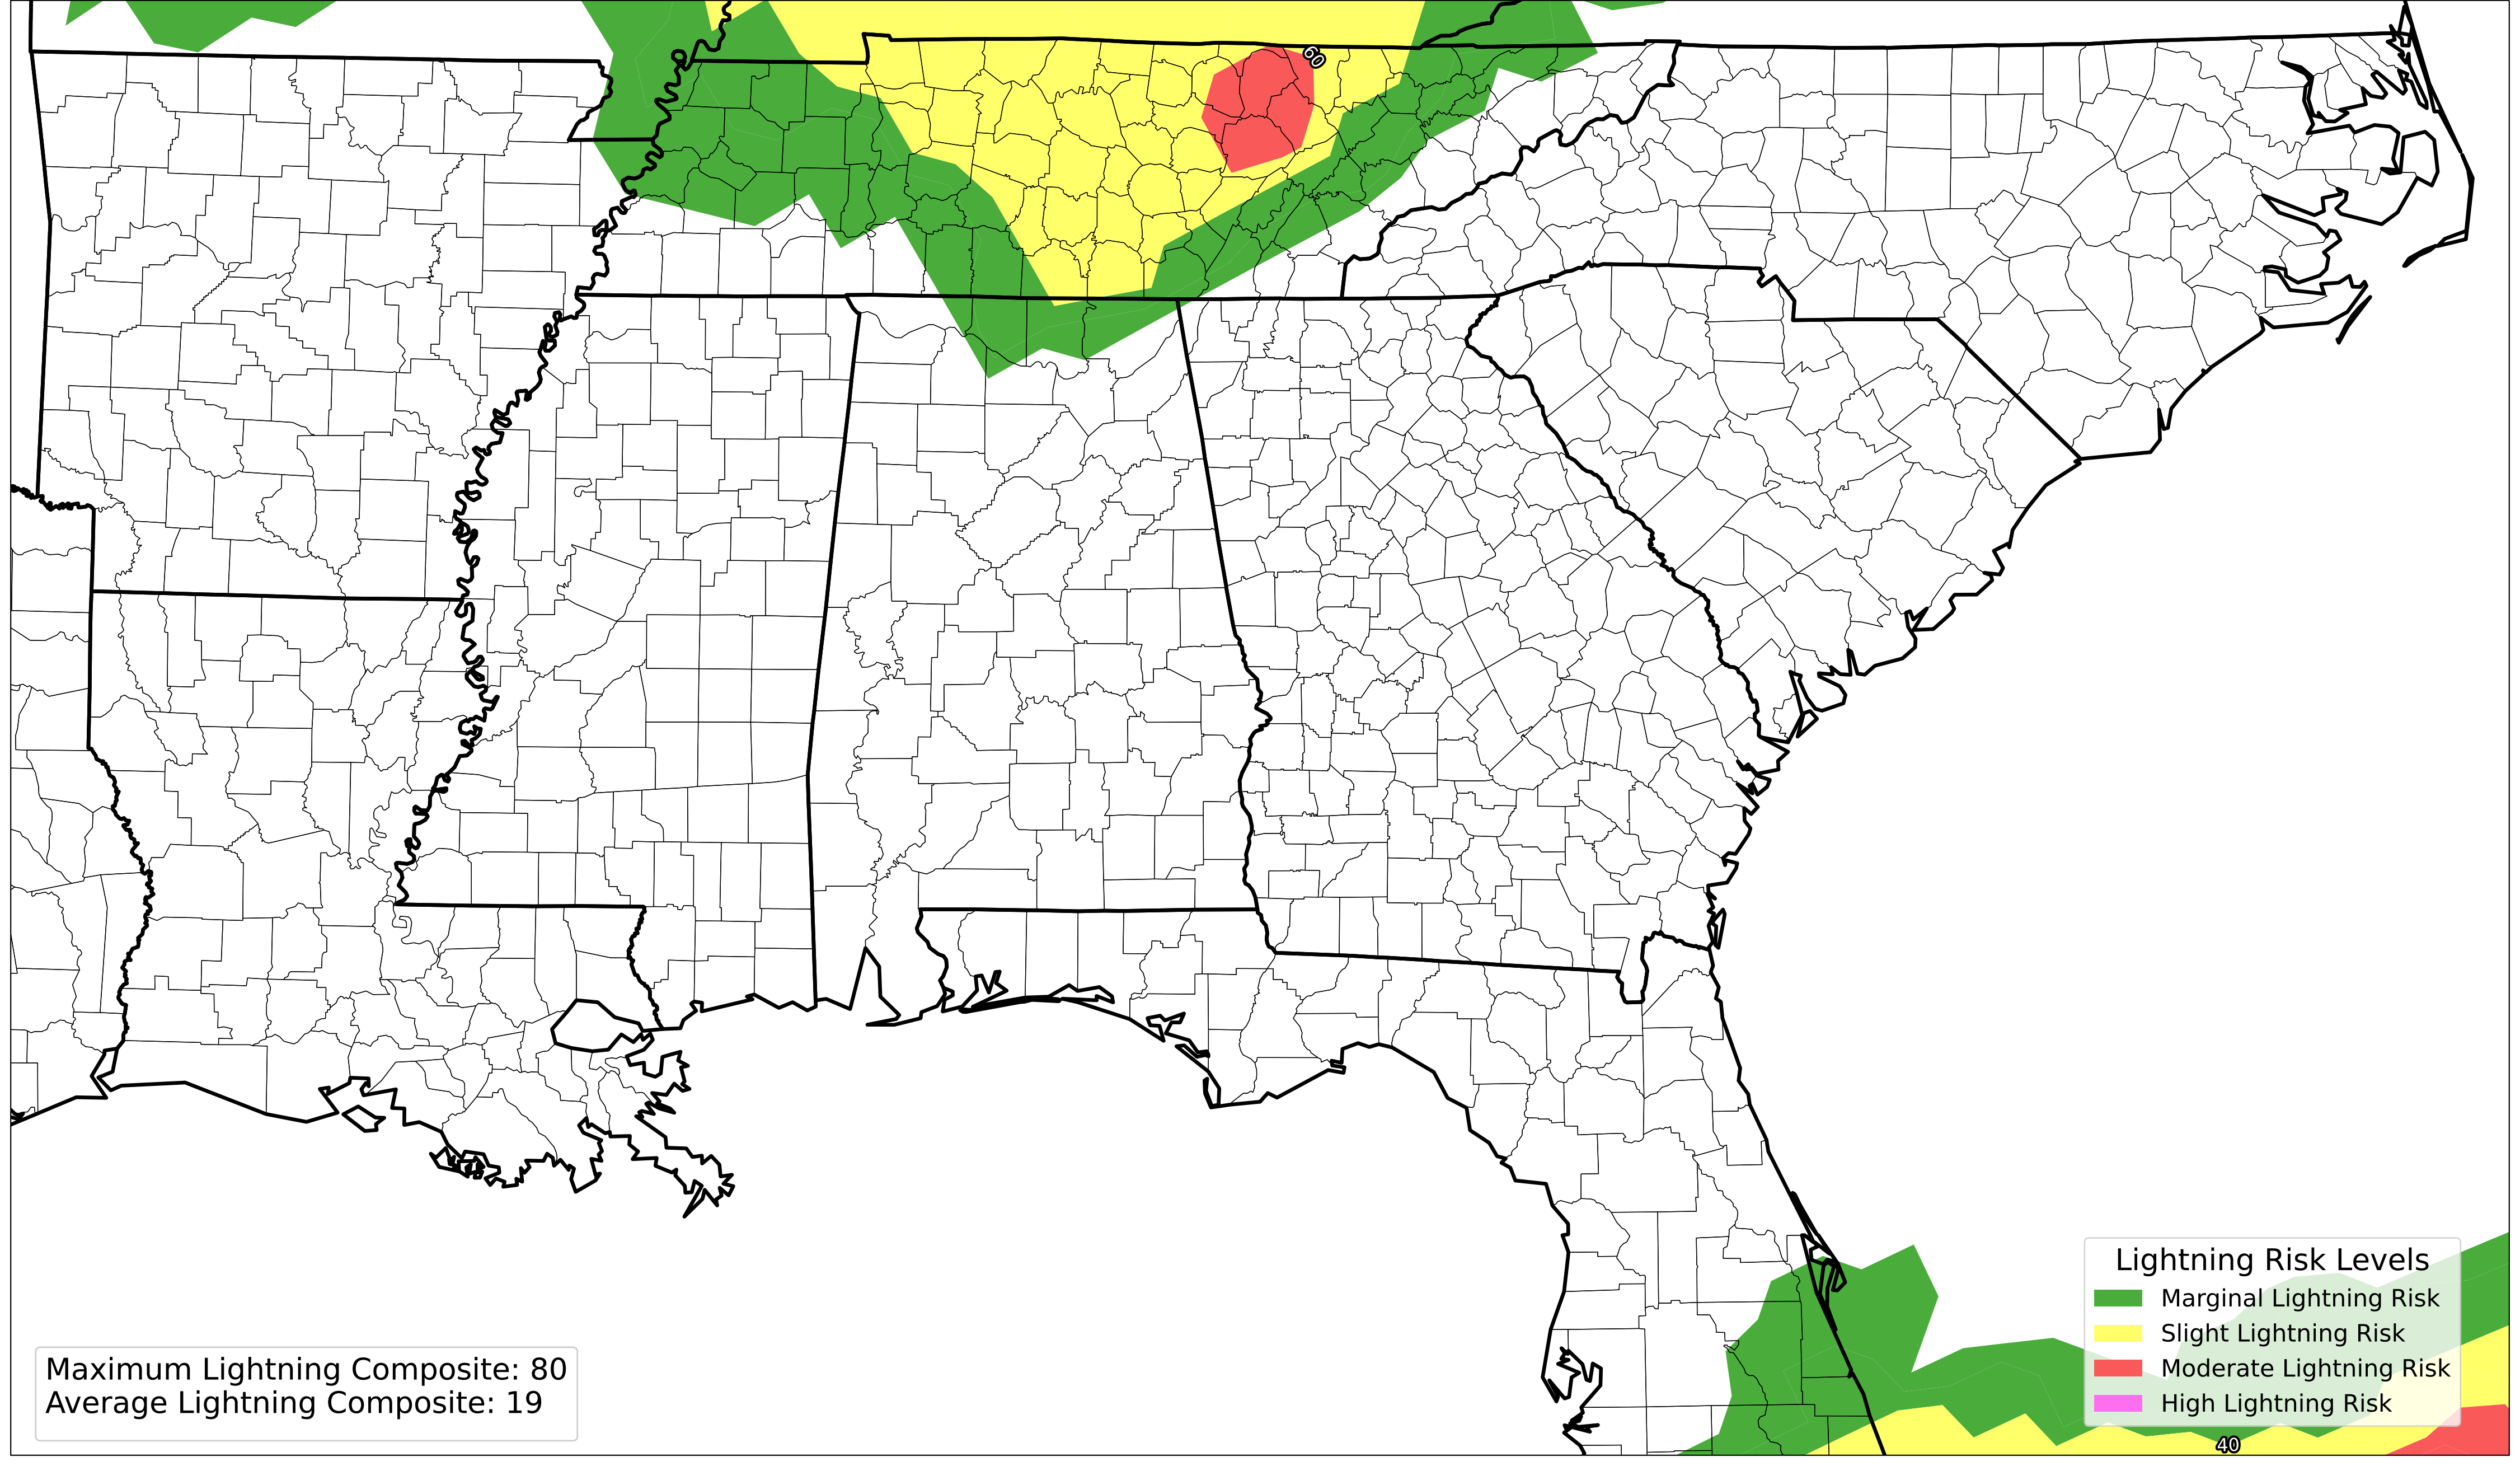 60
Lightning Risk Levels
Marginal Lightning Risk
Slight Lightning Risk
Moderate Lightning Risk
High Lightning Risk
Maximum Lightning Composite: 80
Average Lightning Composite: 19
40